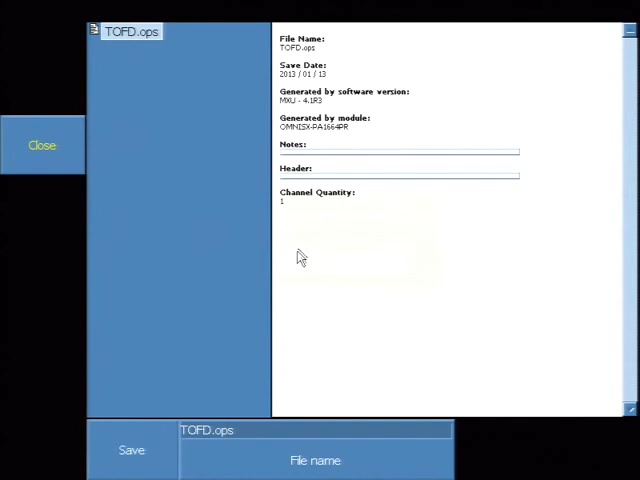 TOFD.ops
File Name:
TOFD.ops
Save Date:
2013 / 01 / 13
Generated by software version:
MXU - 4.1R3
Generated by module:
OMNISX-PA1664PR
Notes:
Header:
Channel Quantity:
1
Close
TOFD.ops
Save
File name